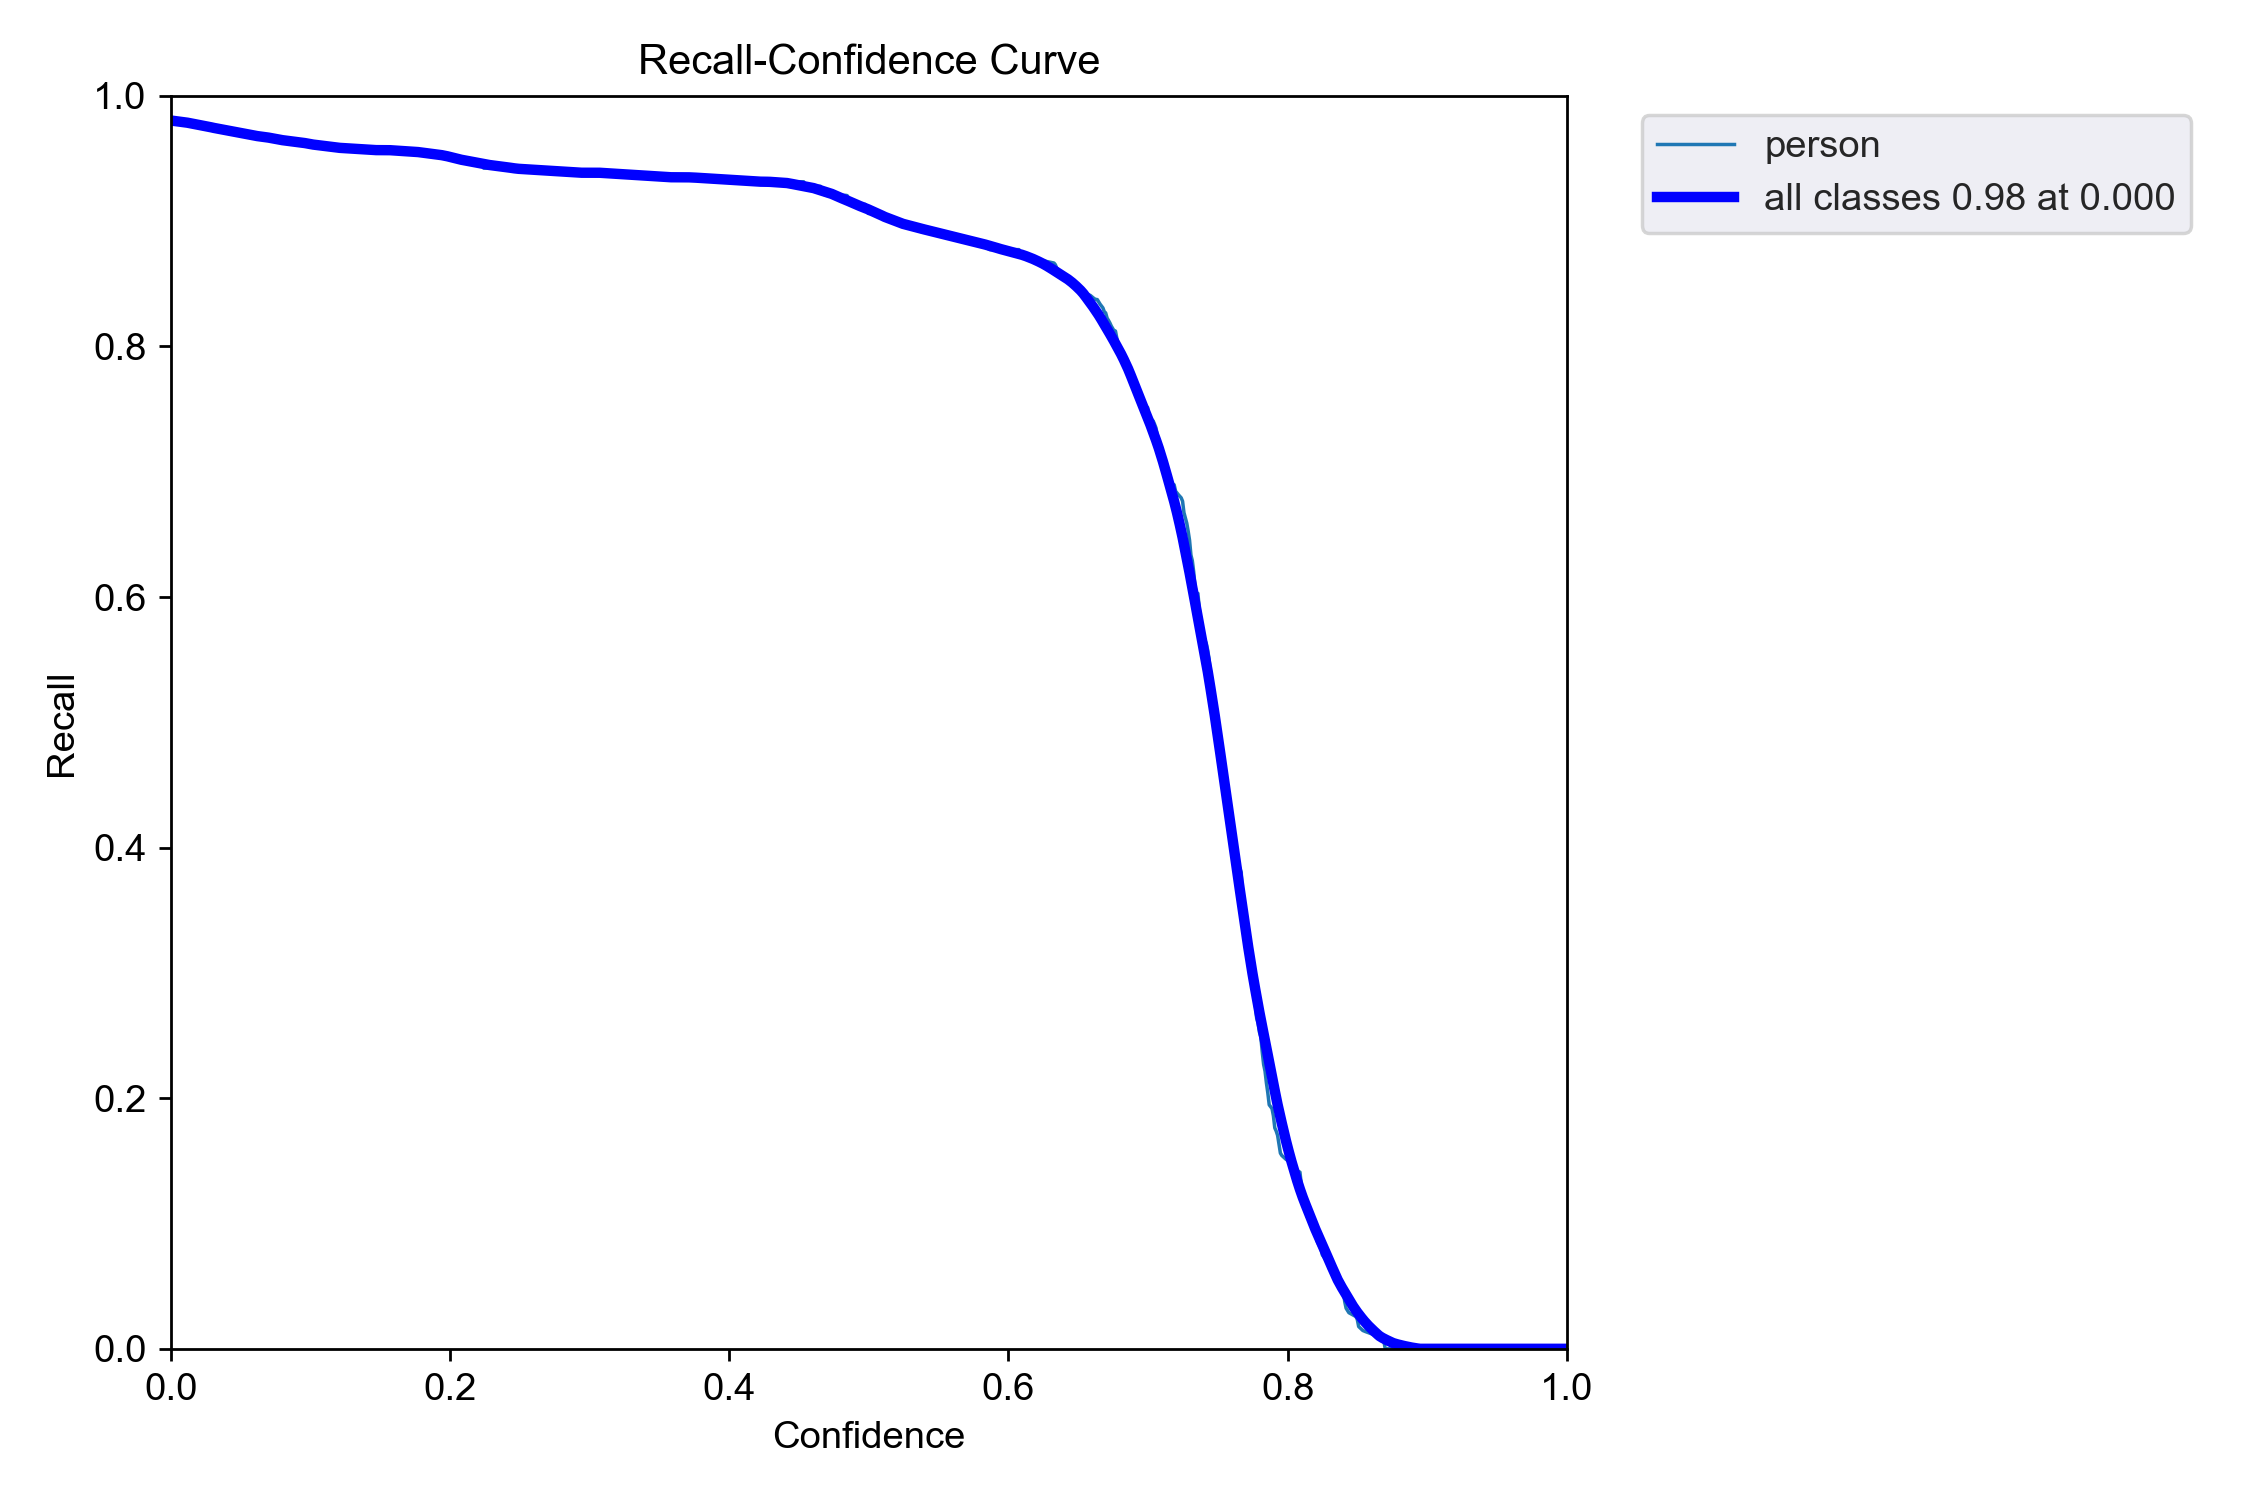 Recall-Confidence Curve
person
all classes 0.98 at 0.000
1.0
0.8
0.6
0.4
0.2
0.0
Recall
0.0 0.2 0.4 0.6 0.8 1.0
Confidence